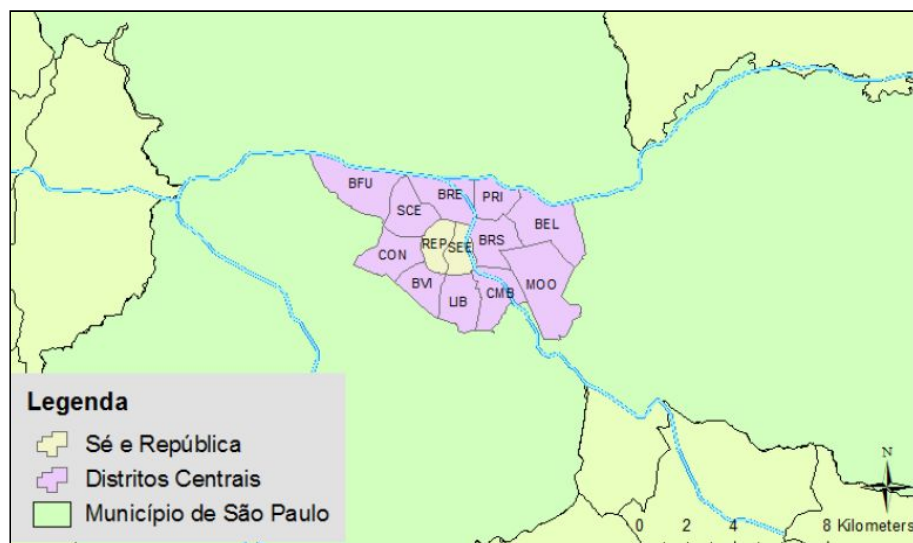 BFU
BRE
PRI
SCE
BEL
REP
SEE
BRS
CON
BVI
LIB
CMB
MOO
Legenda
Sé e República
Distritos Centrais
Município de São Paulo
N
0 2 4 8 Kilometers